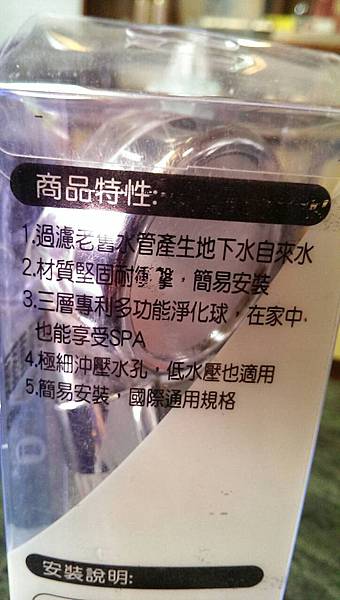 商品特性:
1.過濾老舊水管產生地下水自來水
2.材質堅固耐，簡易安裝
3.三層專利多功能淨化球，在家中
也能享受SPA
4.極細沖壓水孔，低水壓也適用
5.簡易安裝，國際通用規格
安裝說明: